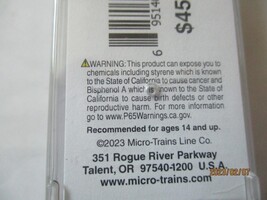 695140
$45
⚠WARNING: This product can expose you to
chemicals including styrene which is known
to the State of California to cause cancer and
Bisphenol A which is known to the State of
California to cause birth defects or other
reproductive harm. For more information go to
www.P65Warnings.ca.gov.
Recommended for ages 14 and up.
©2023 Micro-Trains Line Co.
351 Rogue River Parkway
Talent, OR 97540-1200 U.S.A.
www.micro-trains.com